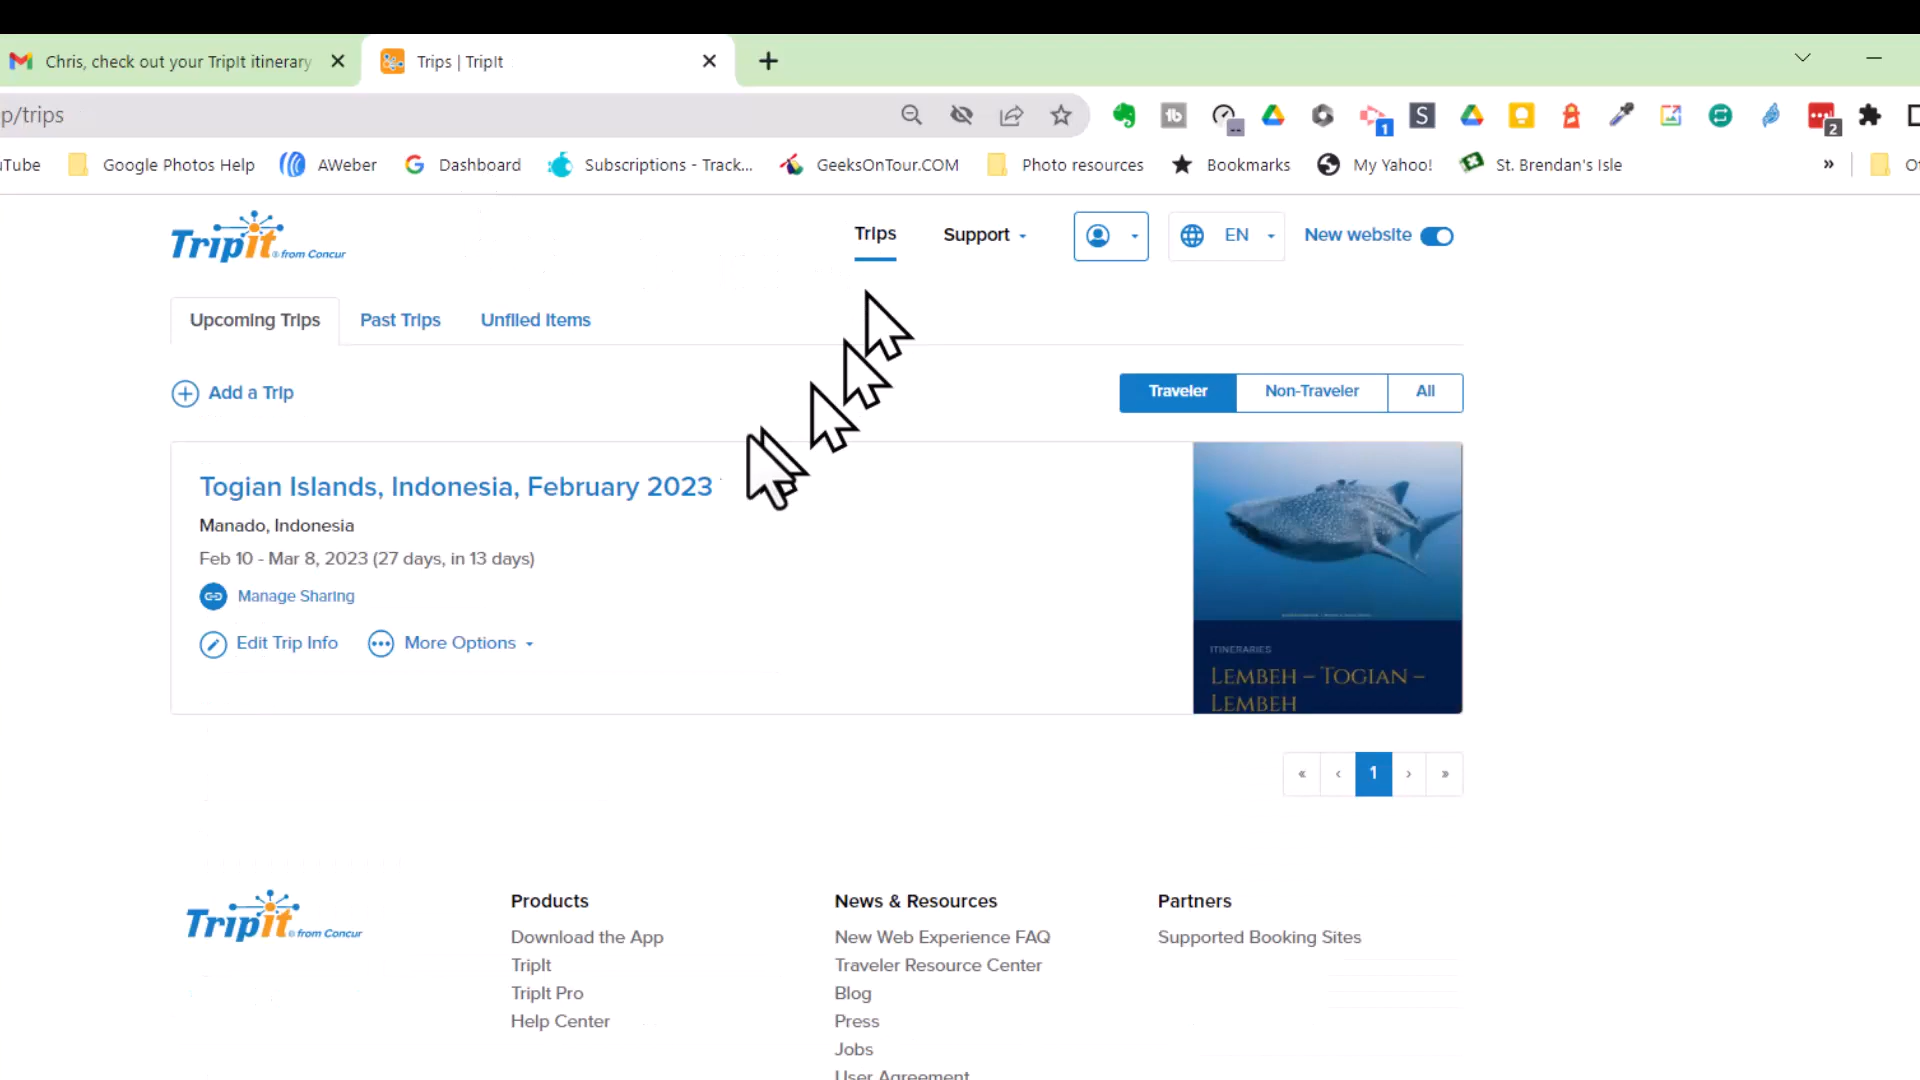 Chris, check out your TripIt itinerary
Trips | TripIt
p/trips
1
S
2
uTube
Google Photos Help
AWeber
Dashboard
Subscriptions - Track...
GeeksOnTour.COM
Photo resources
Bookmarks
My Yahoo!
St. Brendan's Isle
»
TripIt® from Concur
Trips
Support
EN
New website
Upcoming Trips
Past Trips
Unfiled Items
Add a Trip
Traveler
Non-Traveler
All
Togian Islands, Indonesia, February 2023
Manado, Indonesia
Feb 10 - Mar 8, 2023 (27 days, in 13 days)
Manage Sharing
Edit Trip Info
More Options
ITINERARIES
LEMBEH – TOGIAN –
LEMBEH
« ‹ 1 › »
TripIt® from Concur
Products
Download the App
TripIt
TripIt Pro
Help Center
News & Resources
New Web Experience FAQ
Traveler Resource Center
Blog
Press
Jobs
User Agreement
Partners
Supported Booking Sites